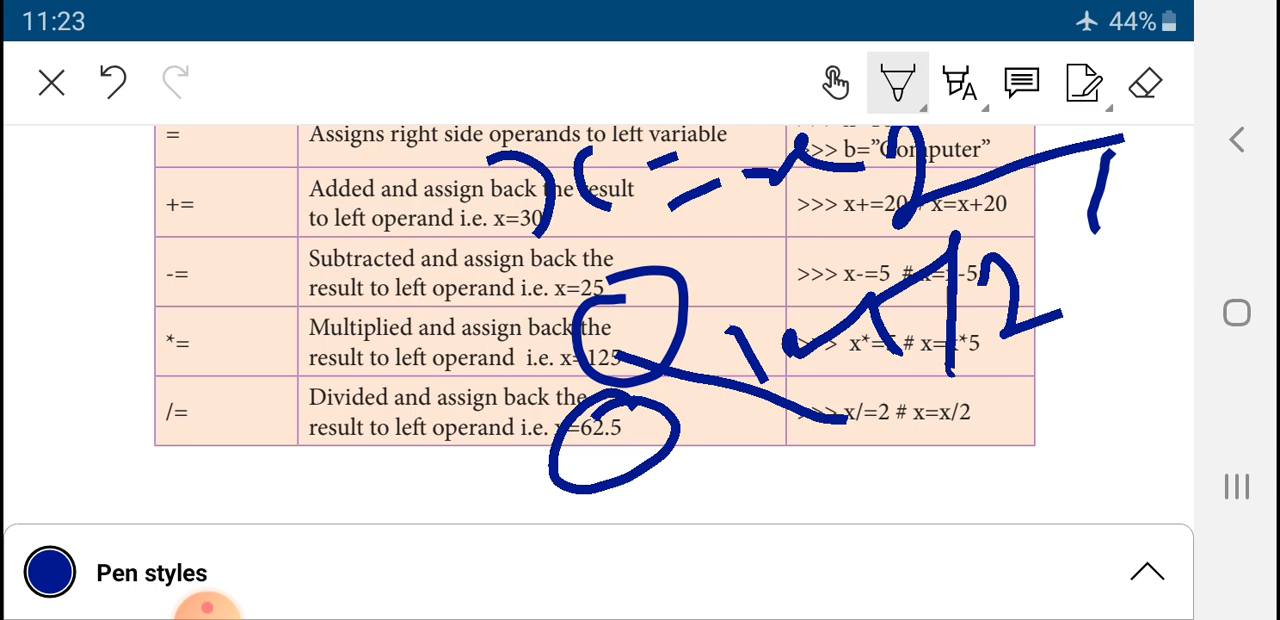 11:23
44%
=
Assigns right side operands to left variable
>>> b="Computer"
+=
Added and assign back the result
to left operand i.e. x=30
>>> x+=20 # x=x+20
-=
Subtracted and assign back the
result to left operand i.e. x=25
>>> x-=5 # x=x-5
*=
Multiplied and assign back the
result to left operand i.e. x=125
>>> x*=5 # x=x*5
/=
Divided and assign back the
result to left operand i.e. x=62.5
>>> x/=2 # x=x/2
Pen styles